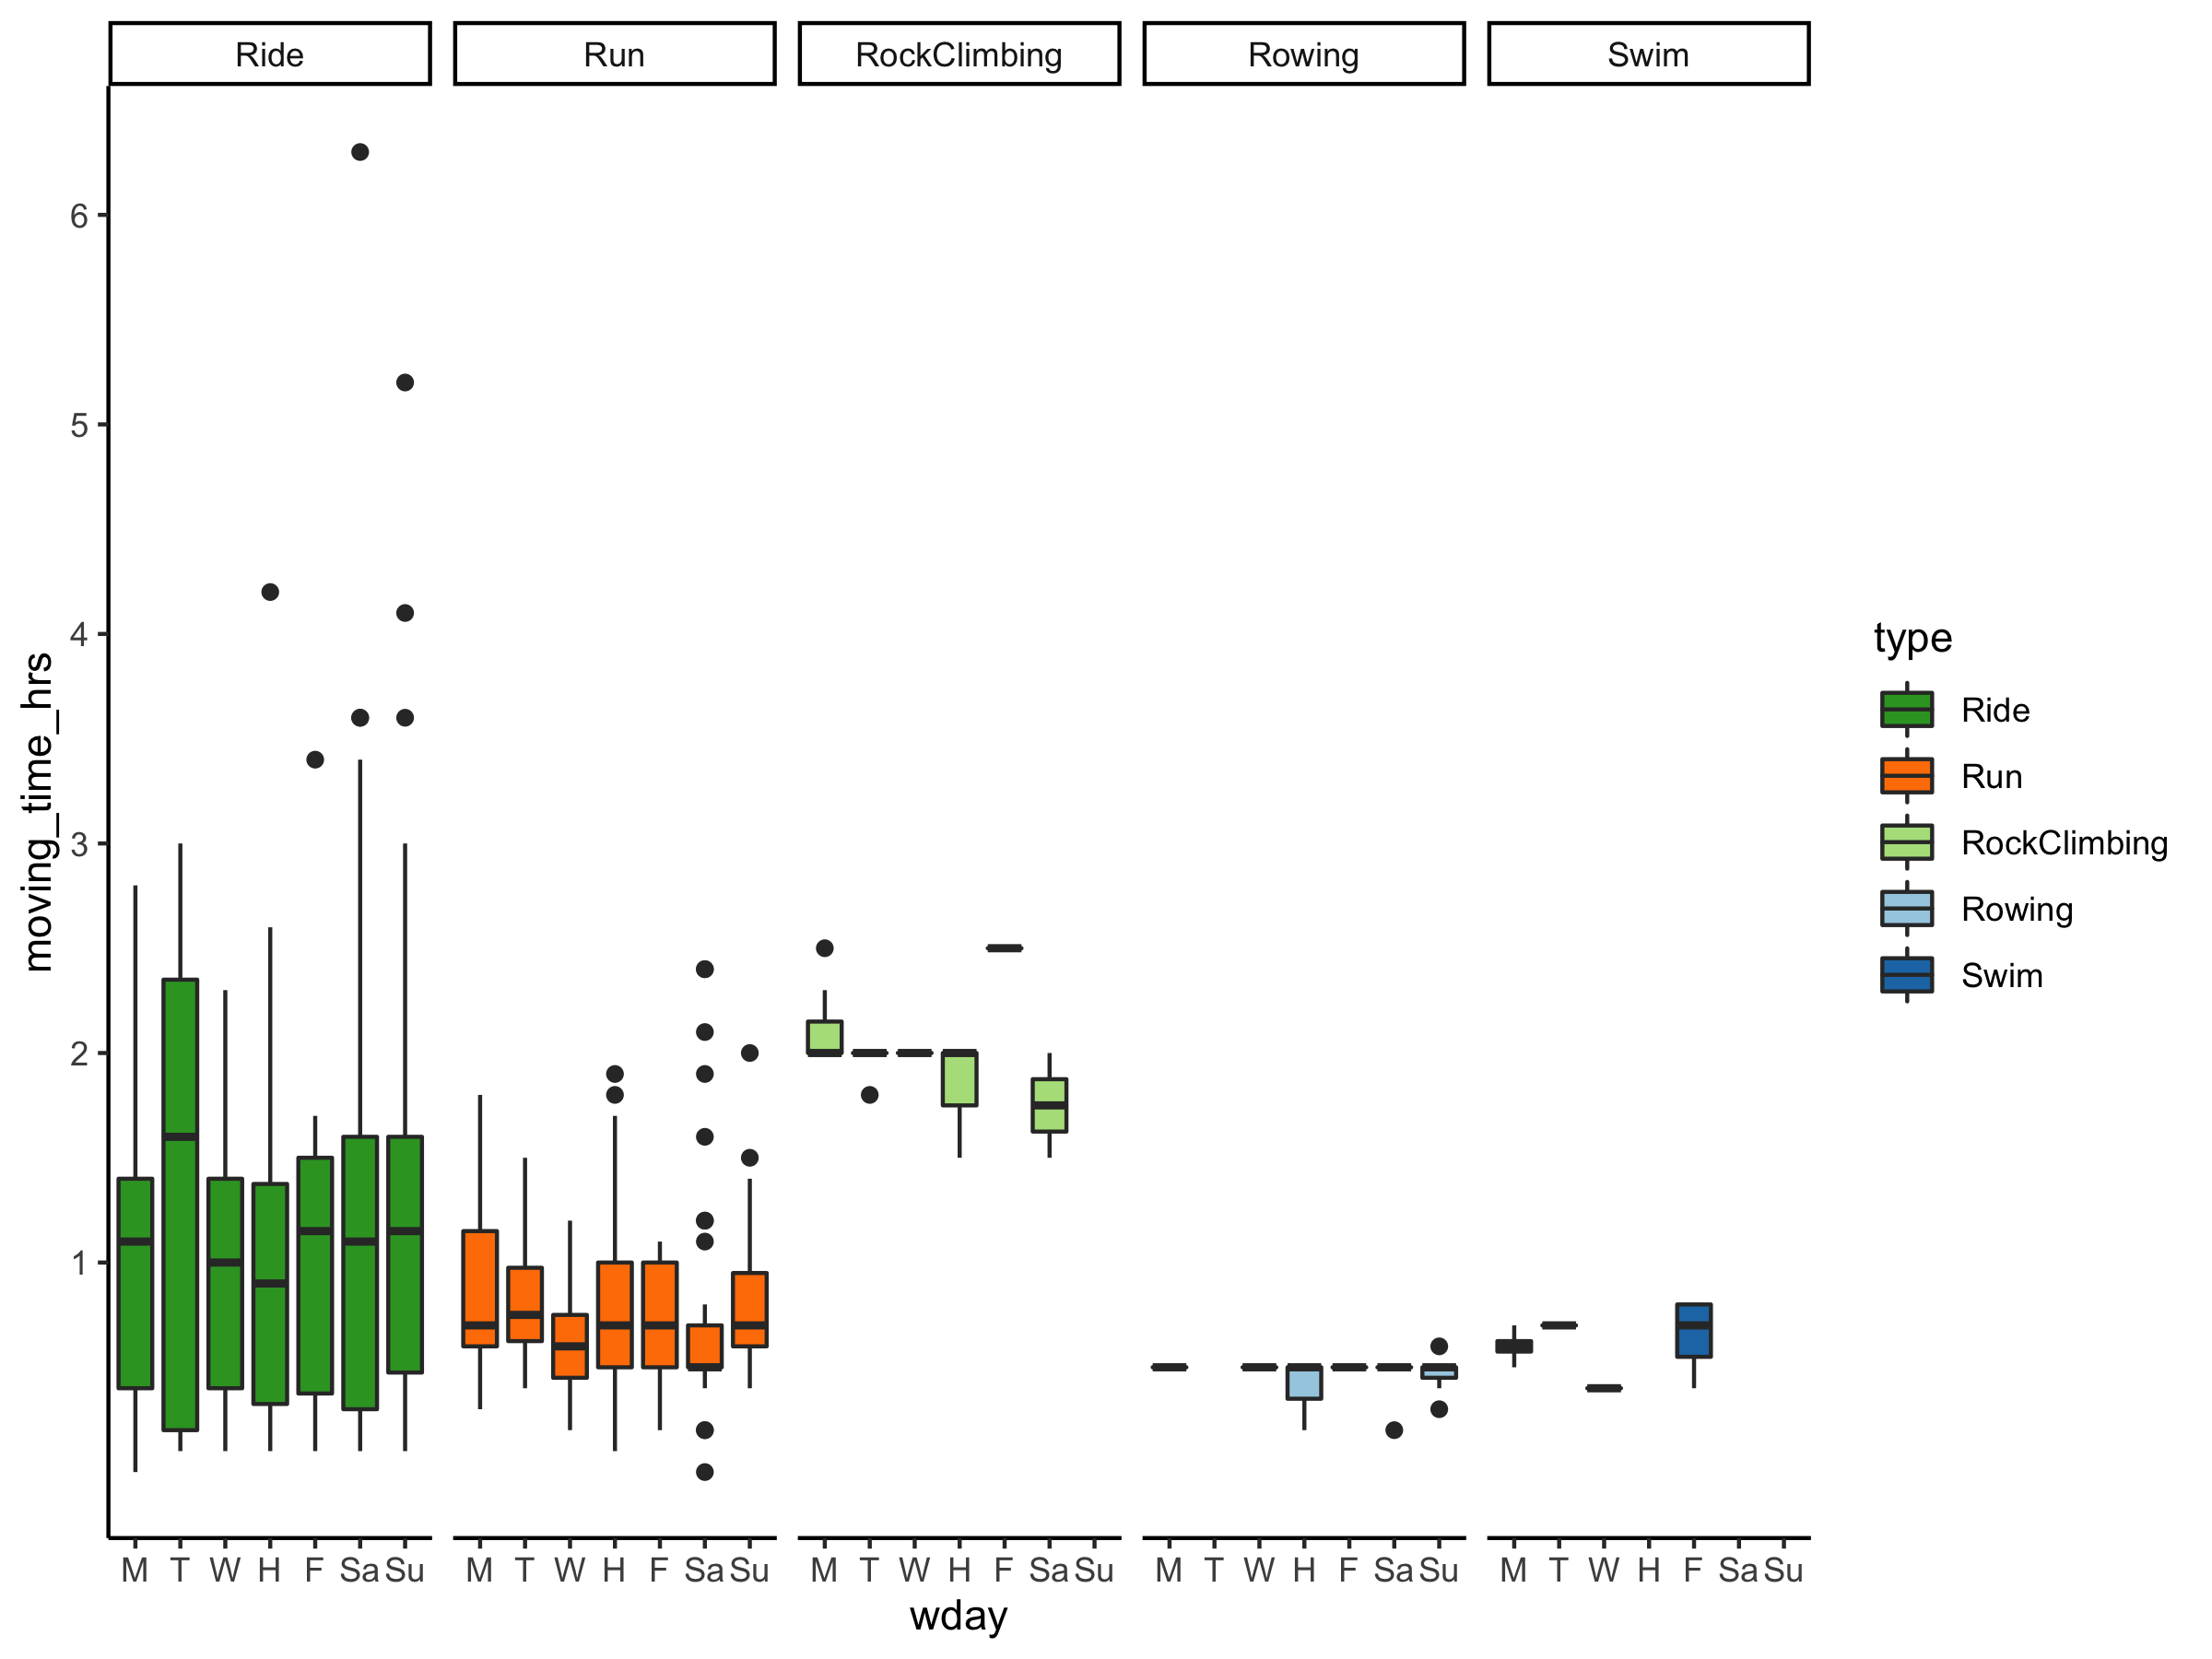 Ride Run RockClimbing Rowing Swim
6
5
4
3
2
1
moving_time_hrs
M T W H F Sa Su M T W H F Sa Su M T W H F Sa Su M T W H F Sa Su M T W H F Sa Su
wday
type
Ride
Run
RockClimbing
Rowing
Swim